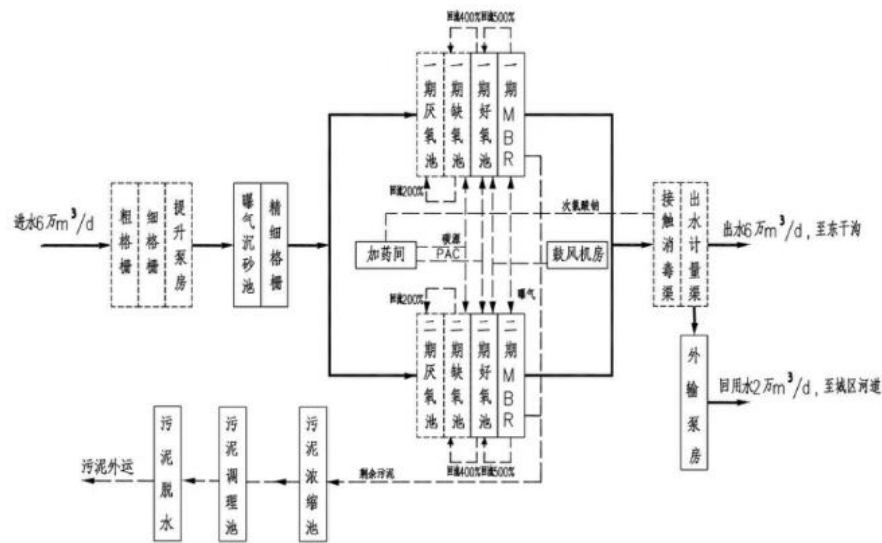 回流400%
回流500%
一期厌氧池
一期缺氧池
一期好氧池
一期MBR
回流200%
进水6万m³/d
粗格栅
细格栅
提升泵房
曝气沉砂池
精细格栅
次氯酸钠
加药间
碳源
PAC
鼓风机房
曝气
接触消毒渠
出水计量渠
出水6万m³/d,至东干沟
回流200%
二期厌氧池
二期缺氧池
二期好氧池
二期MBR
回流400%
回流500%
外输泵房
回用水2万m³/d,至城区河道
污泥外运
污泥脱水
污泥调理池
污泥浓缩池
剩余污泥